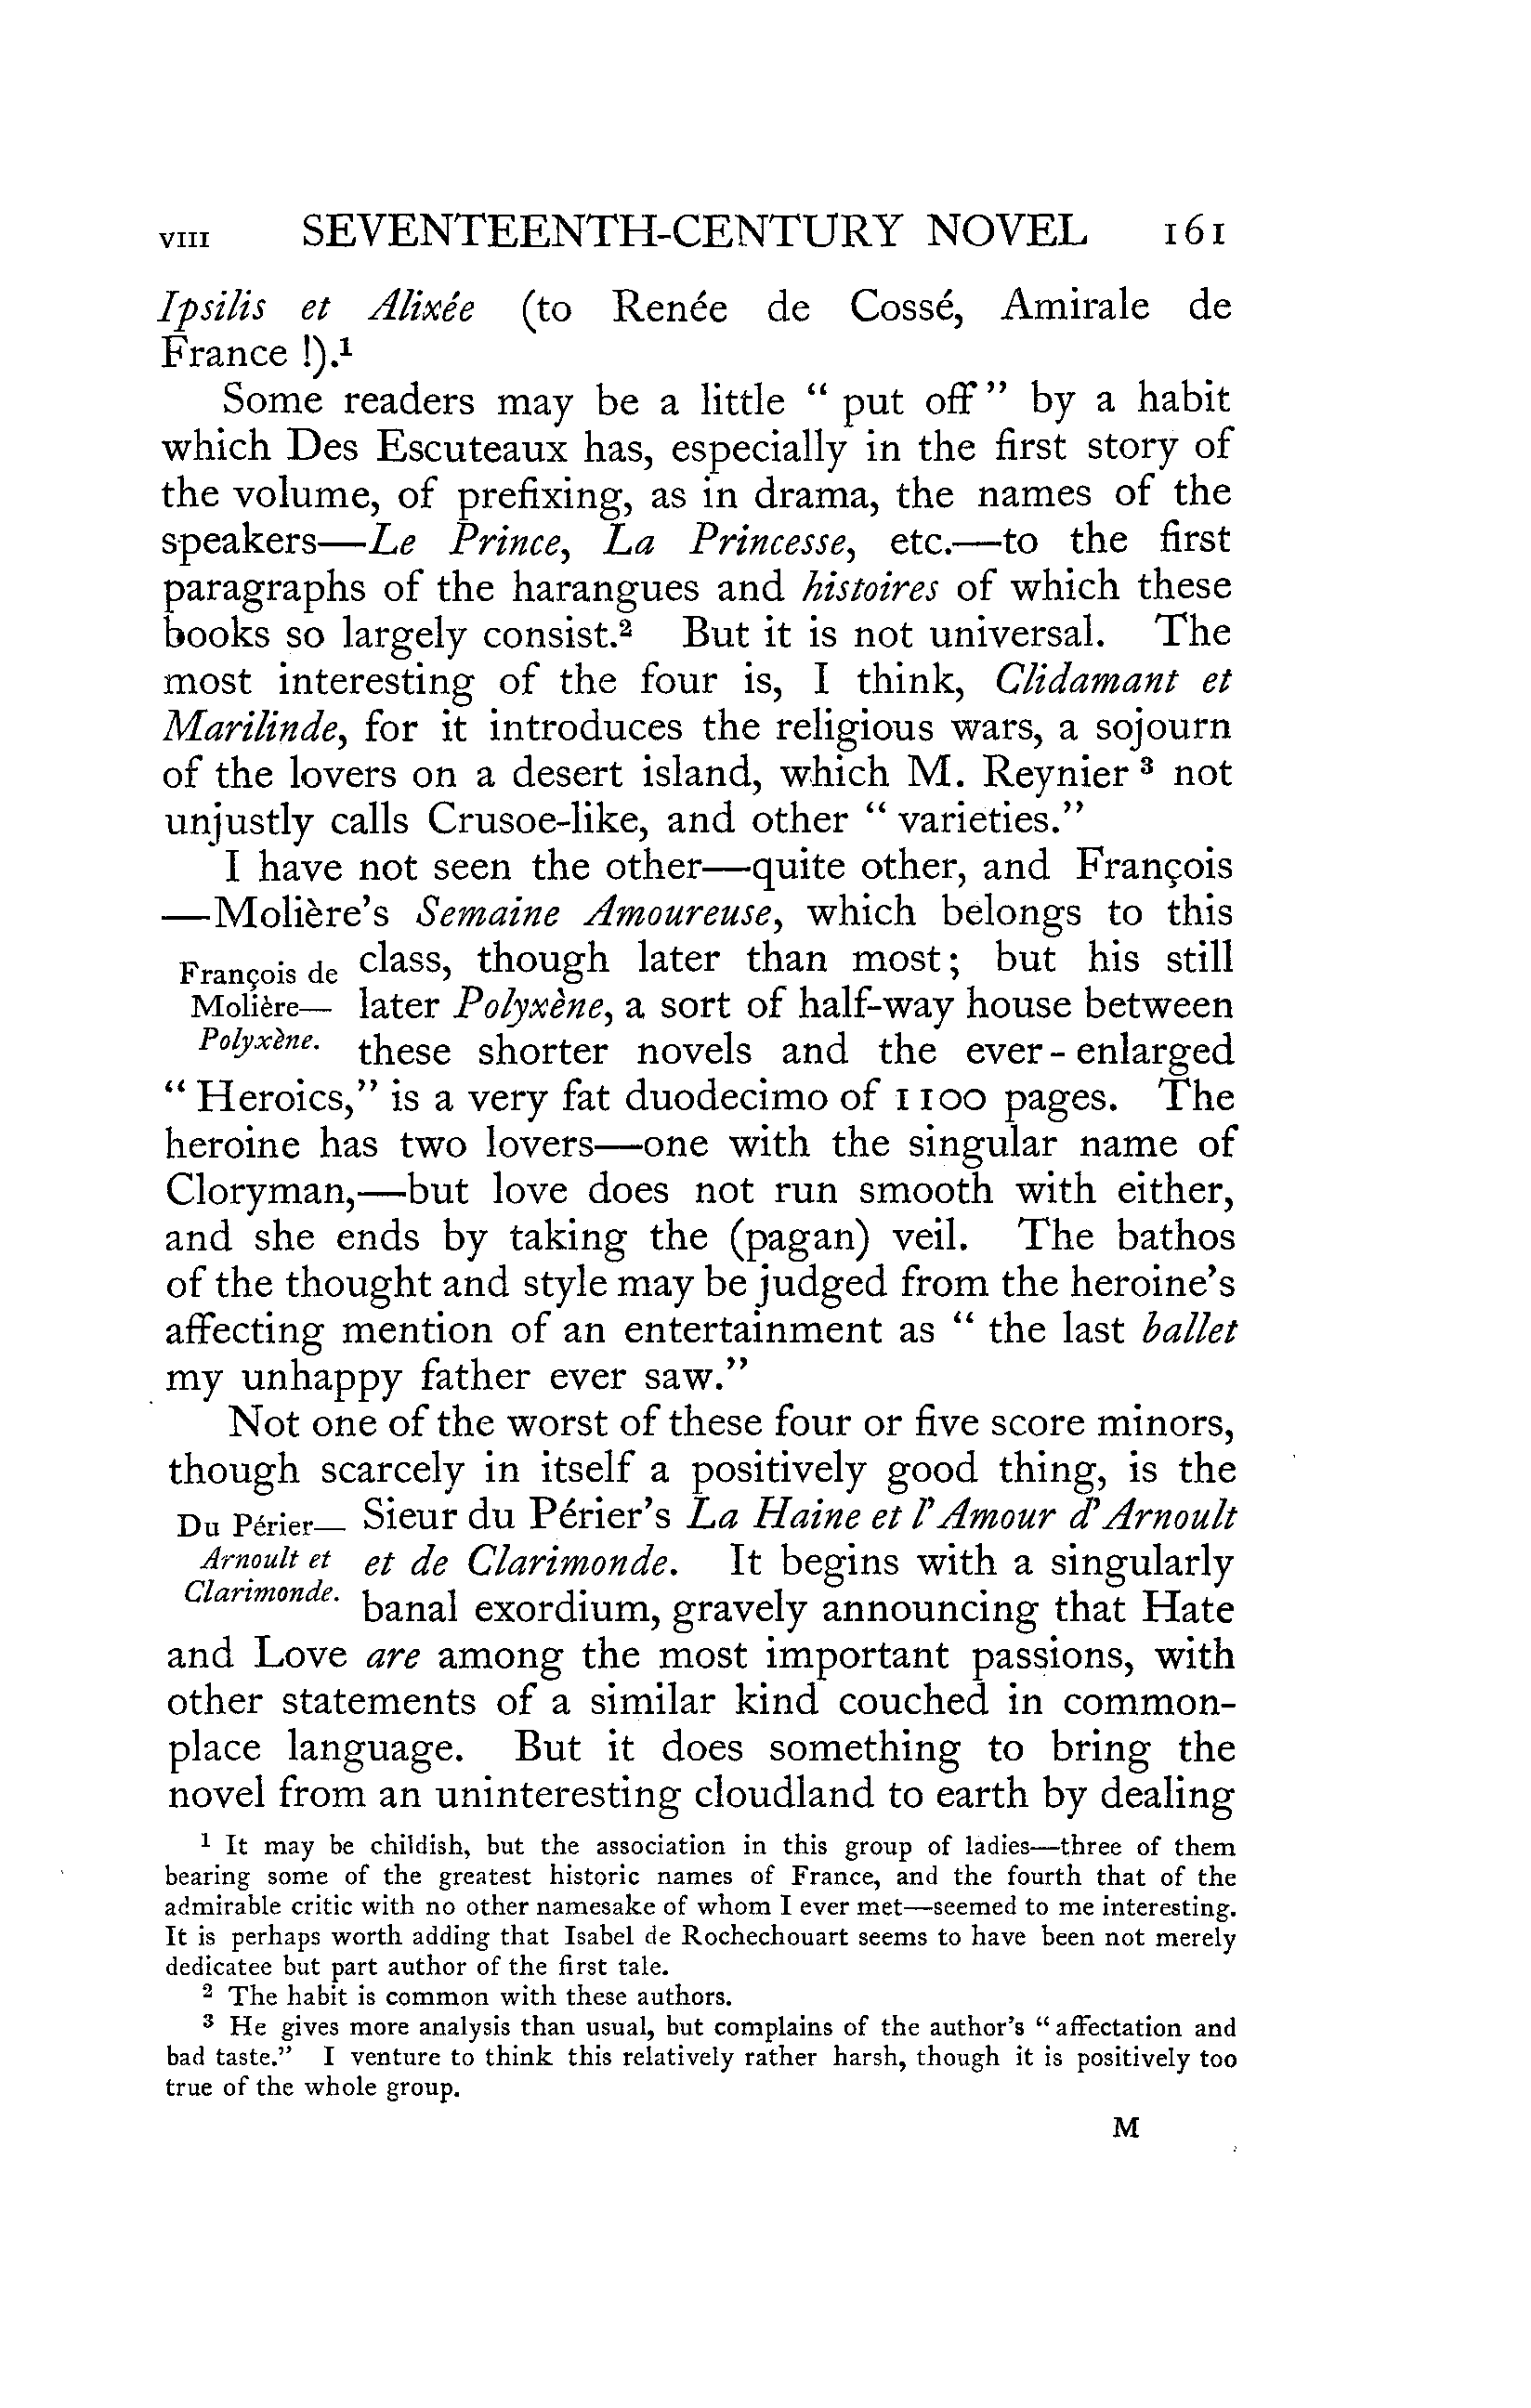 VIII SEVENTEENTH-CENTURY NOVEL 161
Ipsilis et Alixée (to Renée de Cossé, Amirale de
France !).¹
Some readers may be a little “ put off ” by a habit
which Des Escuteaux has, especially in the first story of
the volume, of prefixing, as in drama, the names of the
speakers—Le Prince, La Princesse, etc.—to the first
paragraphs of the harangues and histoires of which these
books so largely consist.² But it is not universal. The
most interesting of the four is, I think, Clidamant et
Marilinde, for it introduces the religious wars, a sojourn
of the lovers on a desert island, which M. Reynier ³ not
unjustly calls Crusoe-like, and other “ varieties.”
I have not seen the other—quite other, and François
—Molière’s Semaine Amoureuse, which belongs to this
François de
Molière—
Polyxène.
class, though later than most; but his still
later Polyxène, a sort of half-way house between
these shorter novels and the ever-enlarged
“ Heroics,” is a very fat duodecimo of 1100 pages. The
heroine has two lovers—one with the singular name of
Cloryman,—but love does not run smooth with either,
and she ends by taking the (pagan) veil. The bathos
of the thought and style may be judged from the heroine’s
affecting mention of an entertainment as “ the last ballet
my unhappy father ever saw.”
Not one of the worst of these four or five score minors,
though scarcely in itself a positively good thing, is the
Du Périer—
Arnoult et
Clarimonde.
Sieur du Périer’s La Haine et l’Amour d’Arnoult
et de Clarimonde. It begins with a singularly
banal exordium, gravely announcing that Hate
and Love are among the most important passions, with
other statements of a similar kind couched in common-
place language. But it does something to bring the
novel from an uninteresting cloudland to earth by dealing
¹ It may be childish, but the association in this group of ladies—three of them
bearing some of the greatest historic names of France, and the fourth that of the
admirable critic with no other namesake of whom I ever met—seemed to me interesting.
It is perhaps worth adding that Isabel de Rochechouart seems to have been not merely
dedicatee but part author of the first tale.
² The habit is common with these authors.
³ He gives more analysis than usual, but complains of the author’s “ affectation and
bad taste.” I venture to think this relatively rather harsh, though it is positively too
true of the whole group.
M